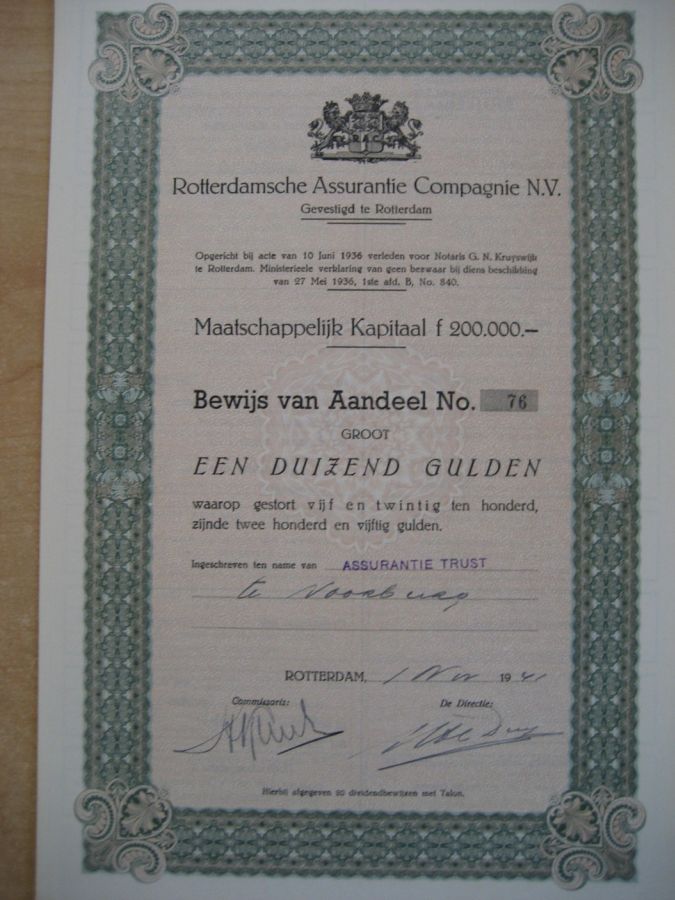 Rotterdamsche Assurantie Compagnie N.V.
Gevestigd te Rotterdam
Opgericht bij acte van 10 Juni 1936 verleden voor Notaris G. N. Kruyswijk
te Rotterdam. Ministerieele verklaring van geen bezwaar bij diens beschikking
van 27 Mei 1936, 1ste afd. B, No. 840.
Maatschappelijk Kapitaal f 200.000.—
Bewijs van Aandeel No. 76
GROOT
EEN DUIZEND GULDEN
waarop gestort vijf en twintig ten honderd,
zijnde twee honderd en vijftig gulden.
Ingeschreven ten name van ASSURANTIE TRUST
te Voorburg
ROTTERDAM, 1 Nov 1941
Commissaris: De Directie:
Hierbij afgegeven 20 dividendbewijzen met Talon.